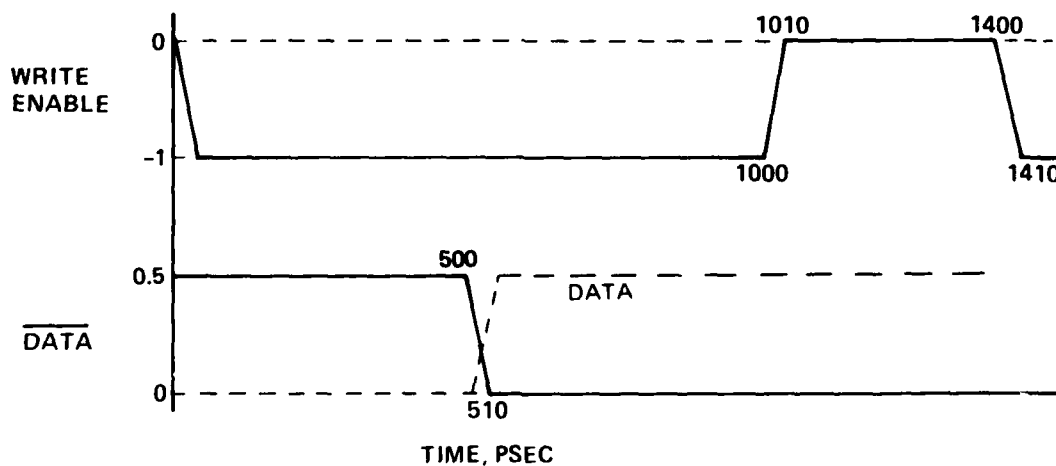 1010 1400
0
WRITE
ENABLE
-1
1000
1410
500
0.5
DATA
DATA
0
510
TIME, PSEC